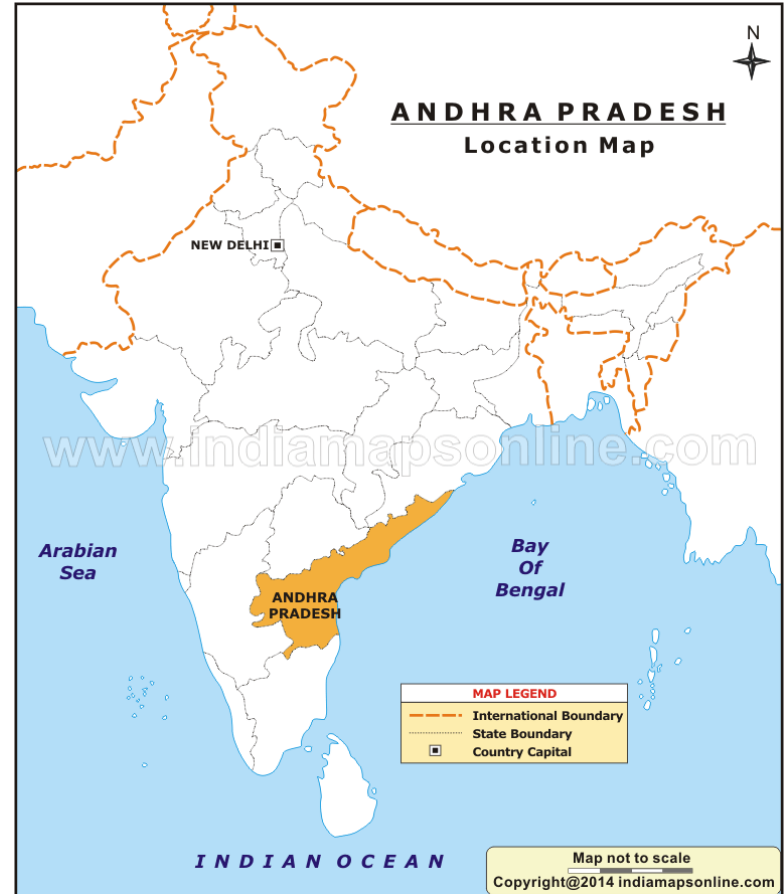 N
ANDHRA PRADESH
Location Map
NEW DELHI
www.indiamapsonline.com
Arabian
Sea
Bay
Of
Bengal
ANDHRA
PRADESH
MAP LEGEND
International Boundary
State Boundary
Country Capital
INDIAN OCEAN
Map not to scale
Copyright@2014 indiamapsonline.com